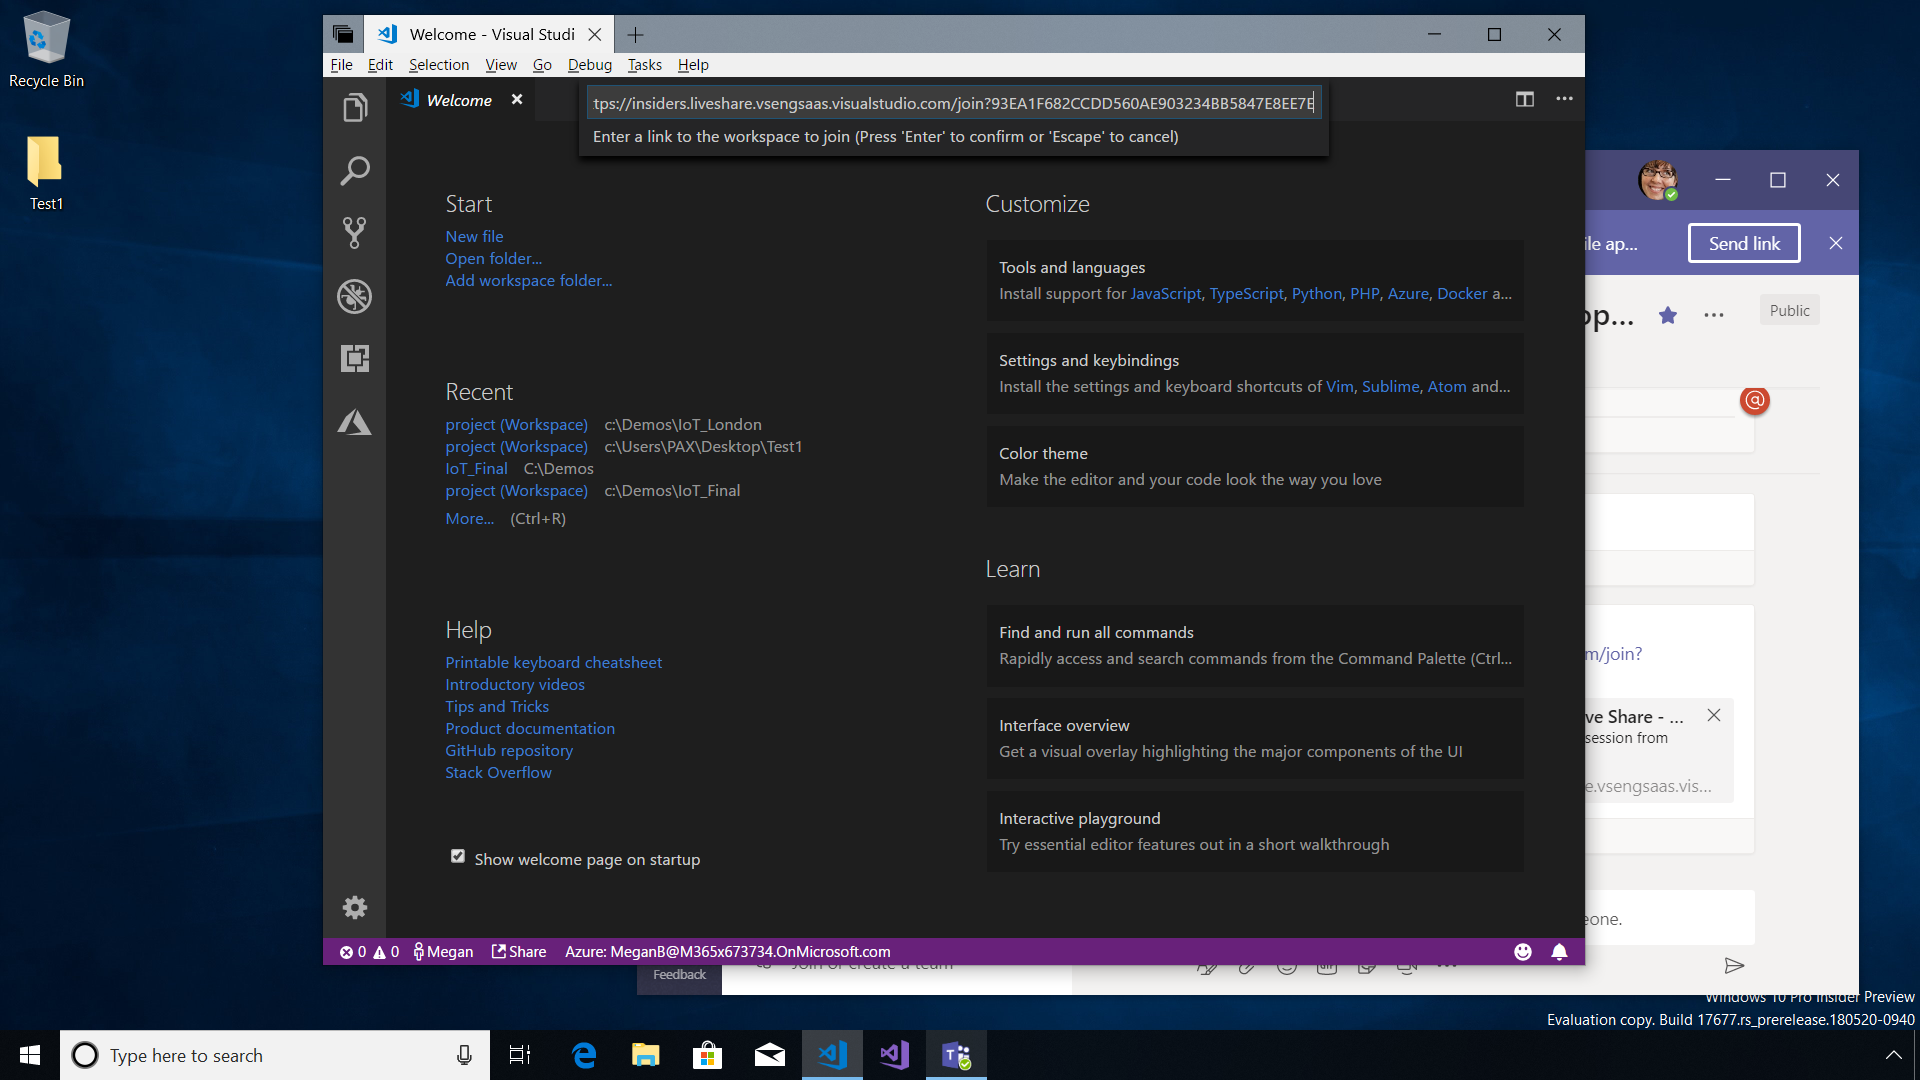 Recycle Bin
Test1
Welcome - Visual Studi
File Edit Selection View Go Debug Tasks Help
Welcome
tps://insiders.liveshare.vsengsaas.visualstudio.com/join?93EA1F682CCDD560AE903234BB5847E8EE7E
Enter a link to the workspace to join (Press 'Enter' to confirm or 'Escape' to cancel)
Start
New file
Open folder...
Add workspace folder...
Recent
project (Workspace) c:\Demos\IoT_London
project (Workspace) c:\Users\PAX\Desktop\Test1
IoT_Final C:\Demos
project (Workspace) c:\Demos\IoT_Final
More... (Ctrl+R)
Help
Printable keyboard cheatsheet
Introductory videos
Tips and Tricks
Product documentation
GitHub repository
Stack Overflow
Show welcome page on startup
Customize
Tools and languages
Install support for JavaScript, TypeScript, Python, PHP, Azure, Docker a...
Settings and keybindings
Install the settings and keyboard shortcuts of Vim, Sublime, Atom and...
Color theme
Make the editor and your code look the way you love
Learn
Find and run all commands
Rapidly access and search commands from the Command Palette (Ctrl...
Interface overview
Get a visual overlay highlighting the major components of the UI
Interactive playground
Try essential editor features out in a short walkthrough
0 0 Megan Share Azure: MeganB@M365x673734.OnMicrosoft.com
ile ap... Send link
pp... Public
m/join?
ve Share - ...
session from
e.vsengsaas.vis...
eone.
Feedback
Join or create a team
Windows 10 Pro Insider Preview
Evaluation copy. Build 17677.rs_prerelease.180520-0940
Type here to search